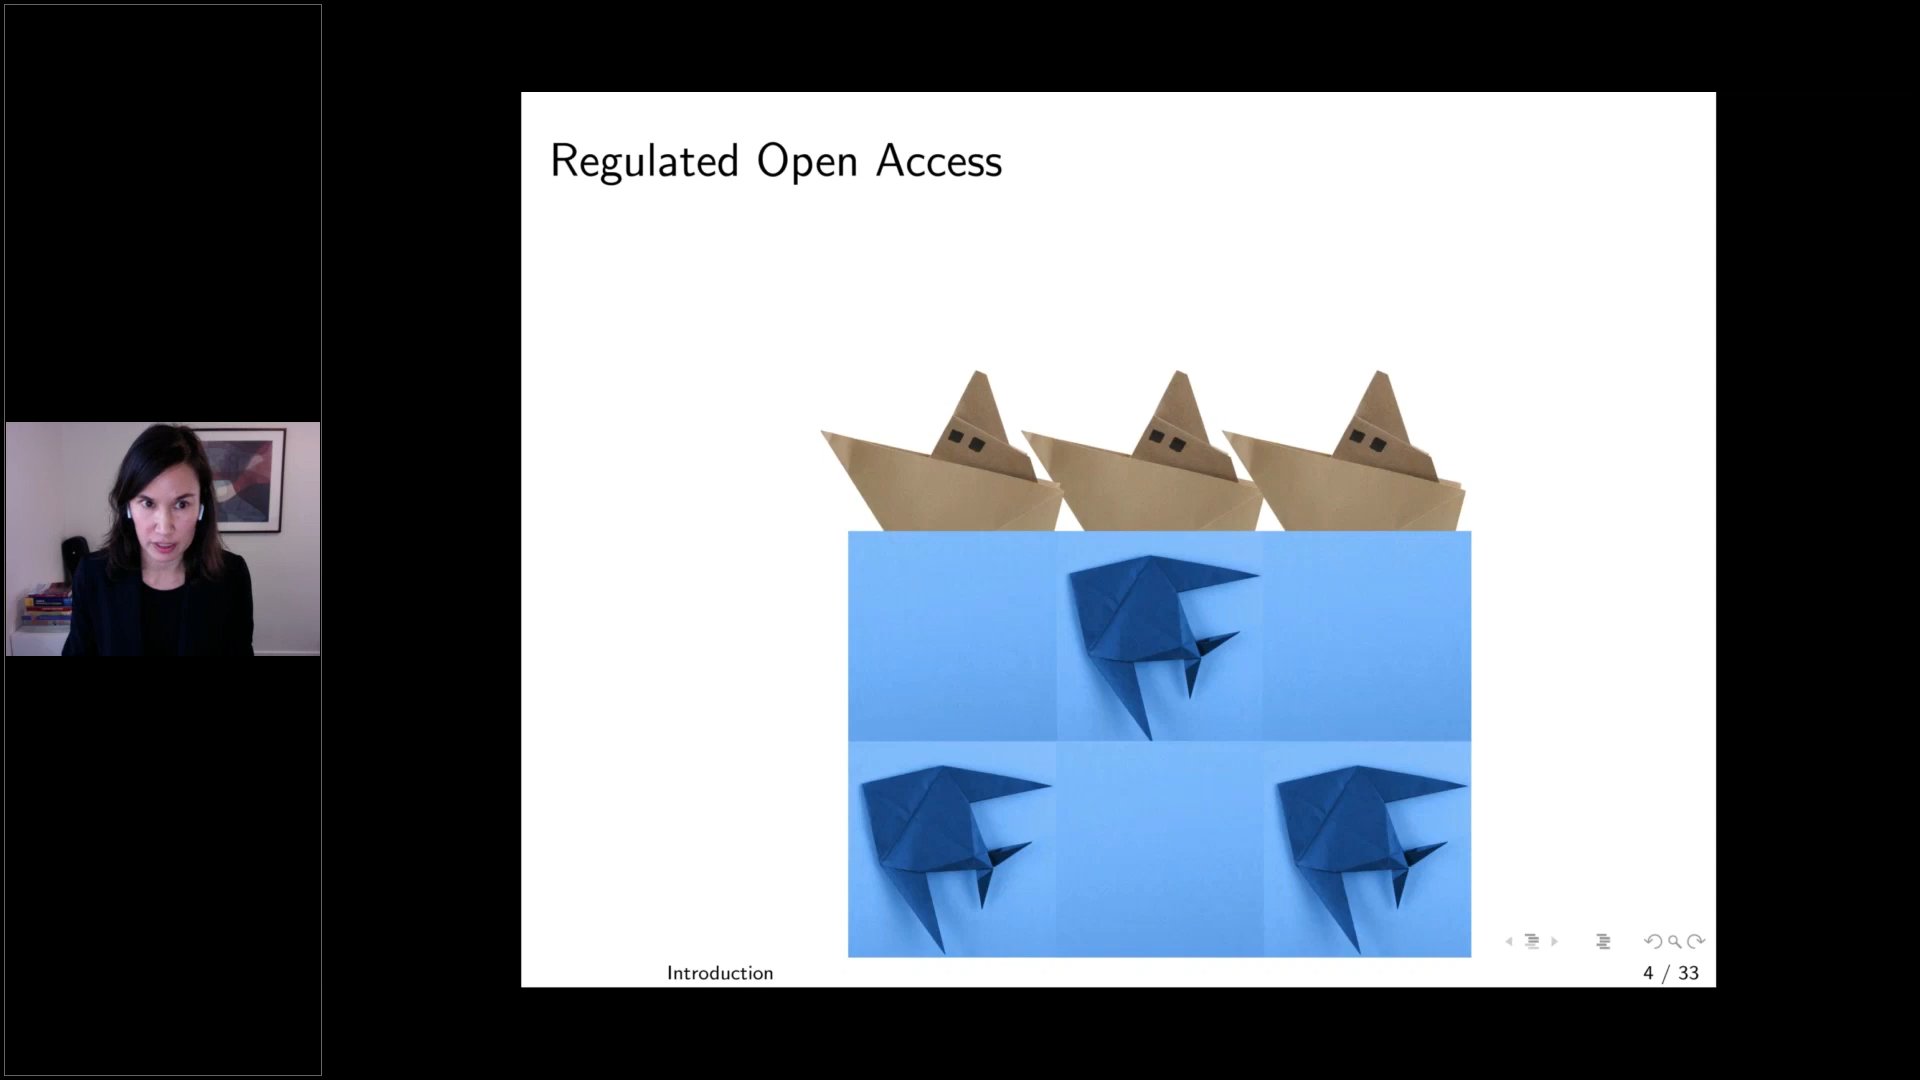 Regulated Open Access
Introduction
4 / 33